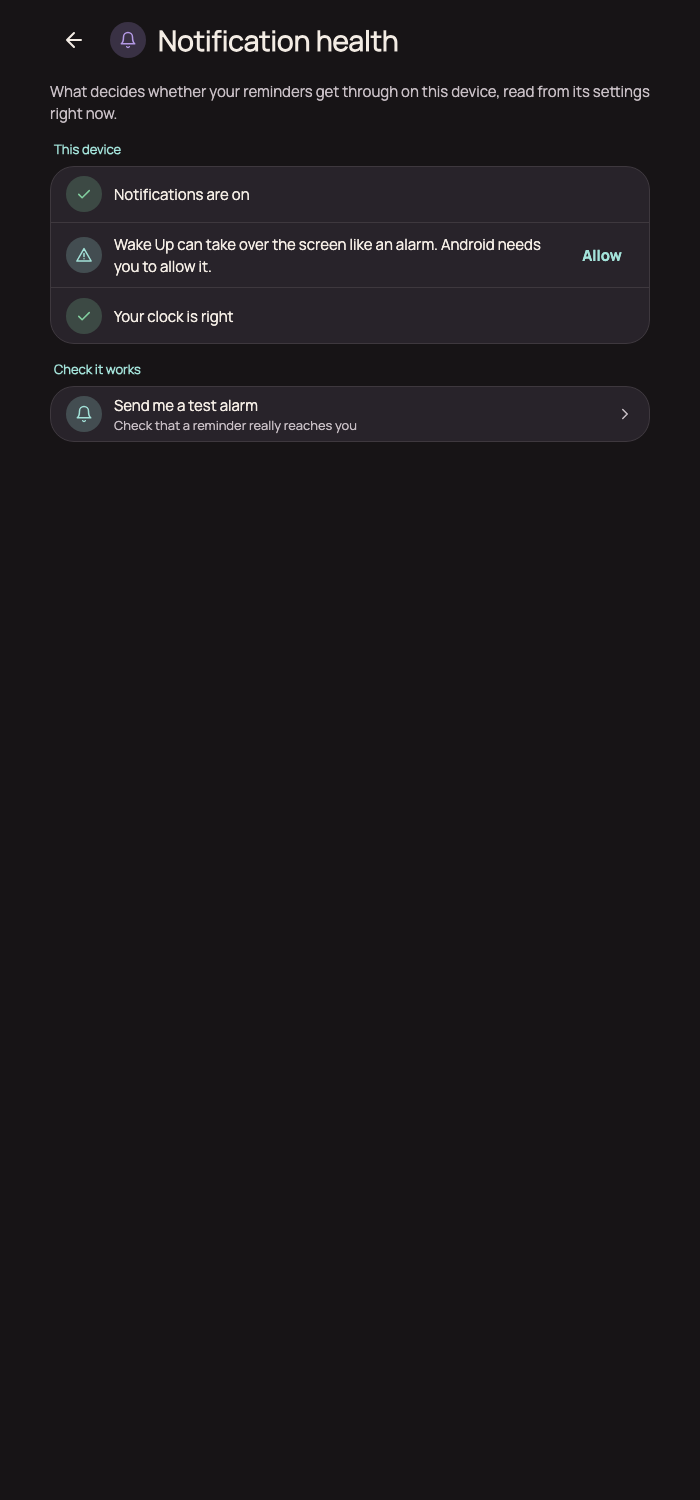 Notification health
What decides whether your reminders get through on this device, read from its settings
right now.
This device
Notifications are on
Wake Up can take over the screen like an alarm. Android needs
you to allow it.
Allow
Your clock is right
Check it works
Send me a test alarm
Check that a reminder really reaches you